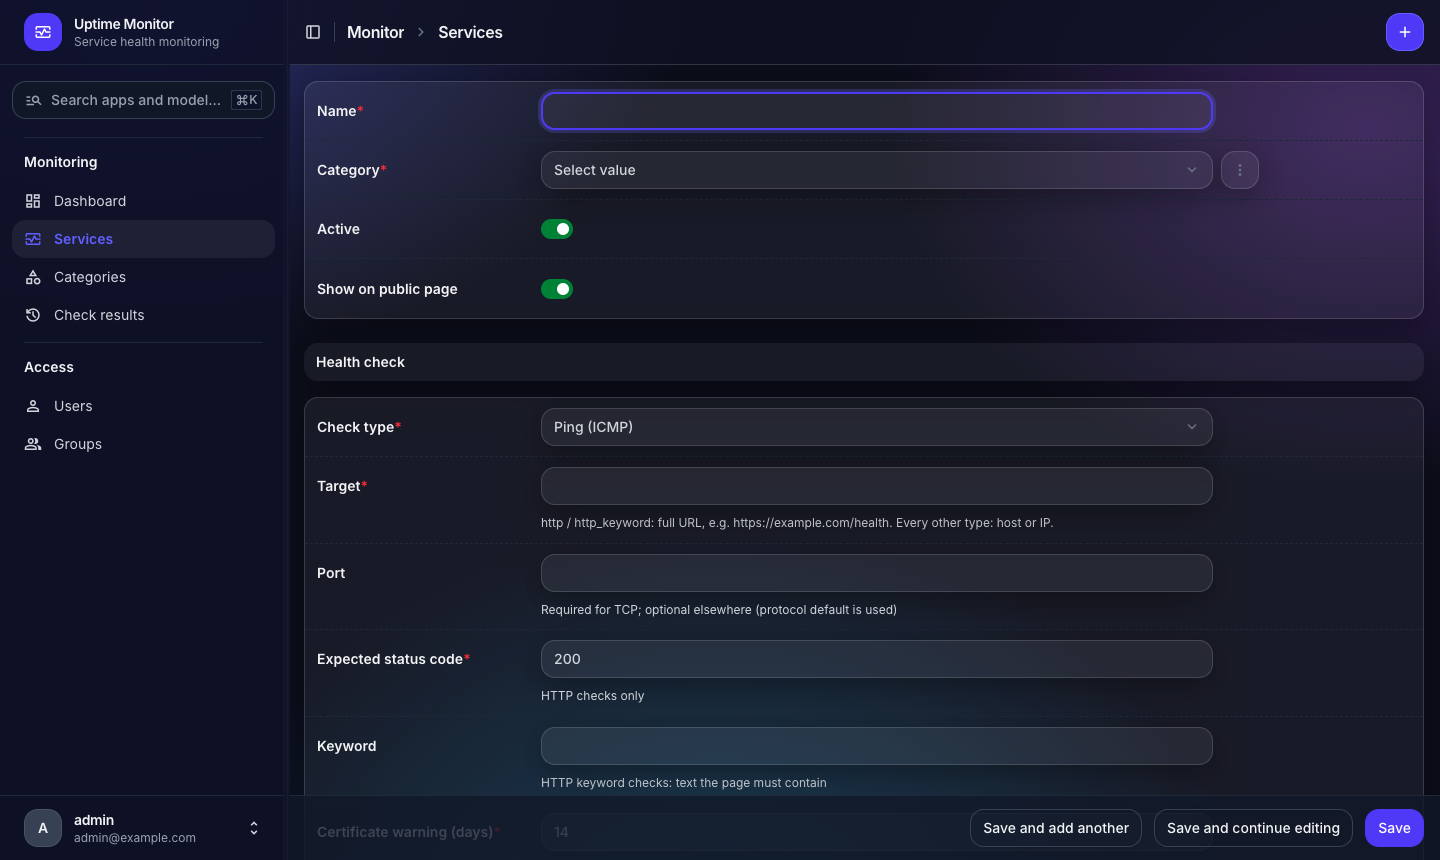 Uptime Monitor
Service health monitoring
Monitor
Services
Search apps and model... ⌘K
Monitoring
Dashboard
Services
Categories
Check results
Access
Users
Groups
A
admin
admin@example.com
Name*
Category*
Select value
Active
Show on public page
Health check
Check type*
Ping (ICMP)
Target*
http / http_keyword: full URL, e.g. https://example.com/health. Every other type: host or IP.
Port
Required for TCP; optional elsewhere (protocol default is used)
Expected status code*
200
HTTP checks only
Keyword
HTTP keyword checks: text the page must contain
Certificate warning (days)*
14
Save and add another
Save and continue editing
Save